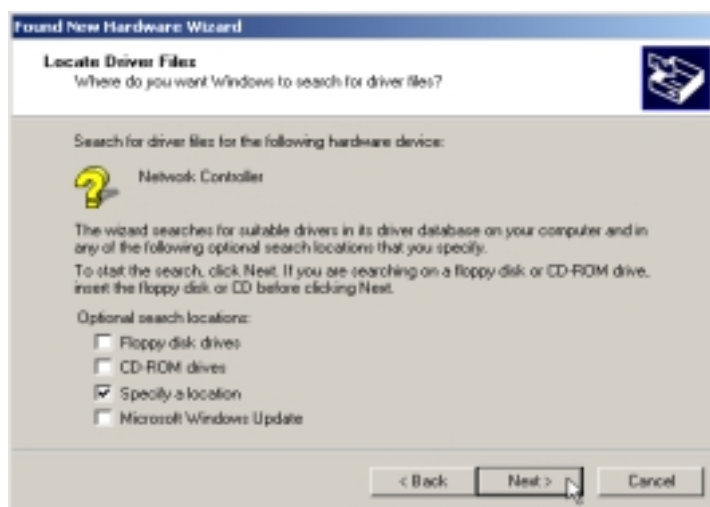 Found New Hardware Wizard
Locate Driver Files
Where do you want Windows to search for driver files?
Search for driver files for the following hardware device:
Network Controller
The wizard searches for suitable drivers in its driver database on your computer and in
any of the following optional search locations that you specify.
To start the search, click Next. If you are searching on a floppy disk or CD-ROM drive,
insert the floppy disk or CD before clicking Next.
Optional search locations:
Floppy disk drives
CD-ROM drives
Specify a location
Microsoft Windows Update
< Back Next > Cancel